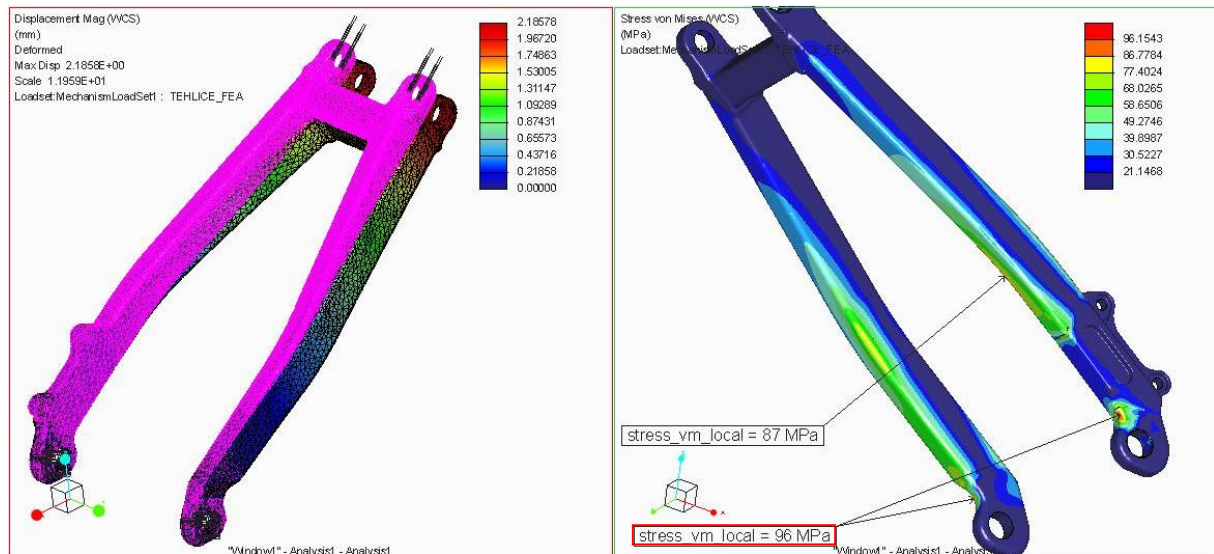 Displacement Mag (WCS)
(mm)
Deformed
Max Disp 2.1858E+00
Scale 1.1959E+01
Loadset:MechanismLoadSet1 : TEHLICE_FEA
2.18578
1.96720
1.74863
1.53005
1.31147
1.09289
0.87431
0.65573
0.43716
0.21858
0.00000
"Window1" - Analysis1 - Analysis1
Stress von Mises (WCS)
(MPa)
96.1543
86.7784
77.4024
68.0265
58.6506
49.2746
39.8987
30.5227
21.1468
stress_vm_local = 87 MPa
stress_vm_local = 96 MPa
"Window1" - Analysis1 - Analysis1